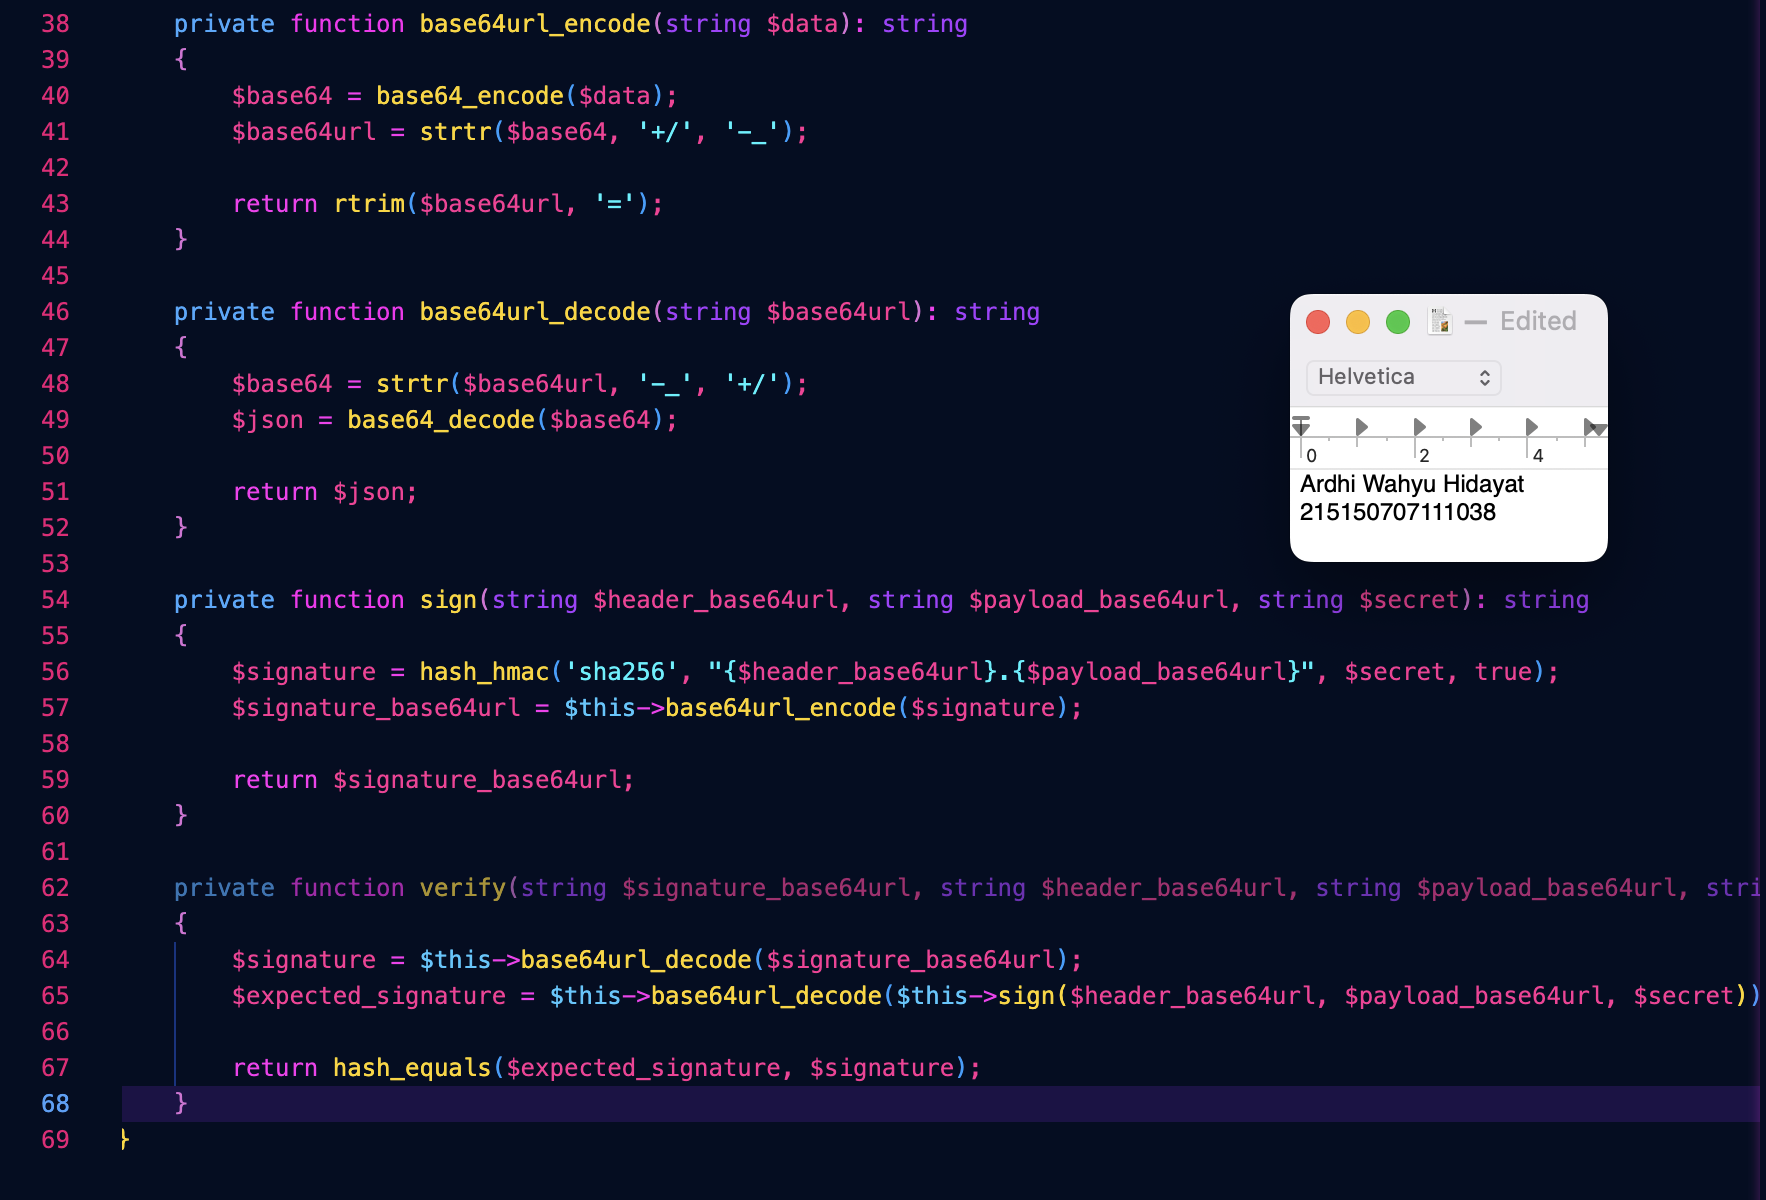 38 private function base64url_encode(string $data): string
39 {
40 $base64 = base64_encode($data);
41 $base64url = strtr($base64, '+/', '-_');
42
43 return rtrim($base64url, '=');
44 }
45
46 private function base64url_decode(string $base64url): string
47 {
48 $base64 = strtr($base64url, '-_', '+/');
49 $json = base64_decode($base64);
50
51 return $json;
52 }
53
54 private function sign(string $header_base64url, string $payload_base64url, string $secret): string
55 {
56 $signature = hash_hmac('sha256', "{$header_base64url}.{$payload_base64url}", $secret, true);
57 $signature_base64url = $this->base64url_encode($signature);
58
59 return $signature_base64url;
60 }
61
62 private function verify(string $signature_base64url, string $header_base64url, string $payload_base64url, stri
63 {
64 $signature = $this->base64url_decode($signature_base64url);
65 $expected_signature = $this->base64url_decode($this->sign($header_base64url, $payload_base64url, $secret))
66
67 return hash_equals($expected_signature, $signature);
68 }
69 }
— Edited
Helvetica
0 2 4
Ardhi Wahyu Hidayat
215150707111038